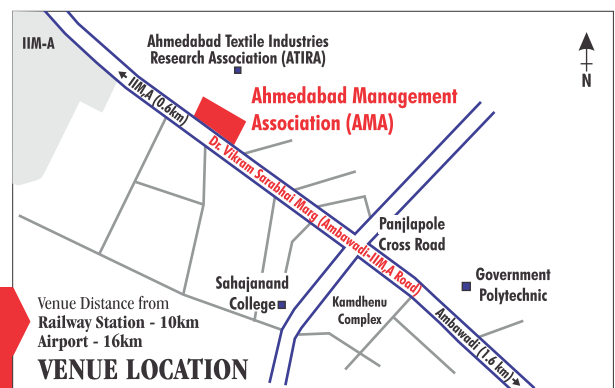 IIM-A
Ahmedabad Textile Industries
Research Association (ATIRA)
N
IIM,A (0.6km)
Ahmedabad Management
Association (AMA)
Dr. Vikram Sarabhai Marg (Ambawadi-IIM,A Road)
Panjlapole
Cross Road
Sahajanand
College
Government
Polytechnic
Kamdhenu
Complex
Ambawadi (1.6 km)
Venue Distance from
Railway Station - 10km
Airport - 16km
VENUE LOCATION